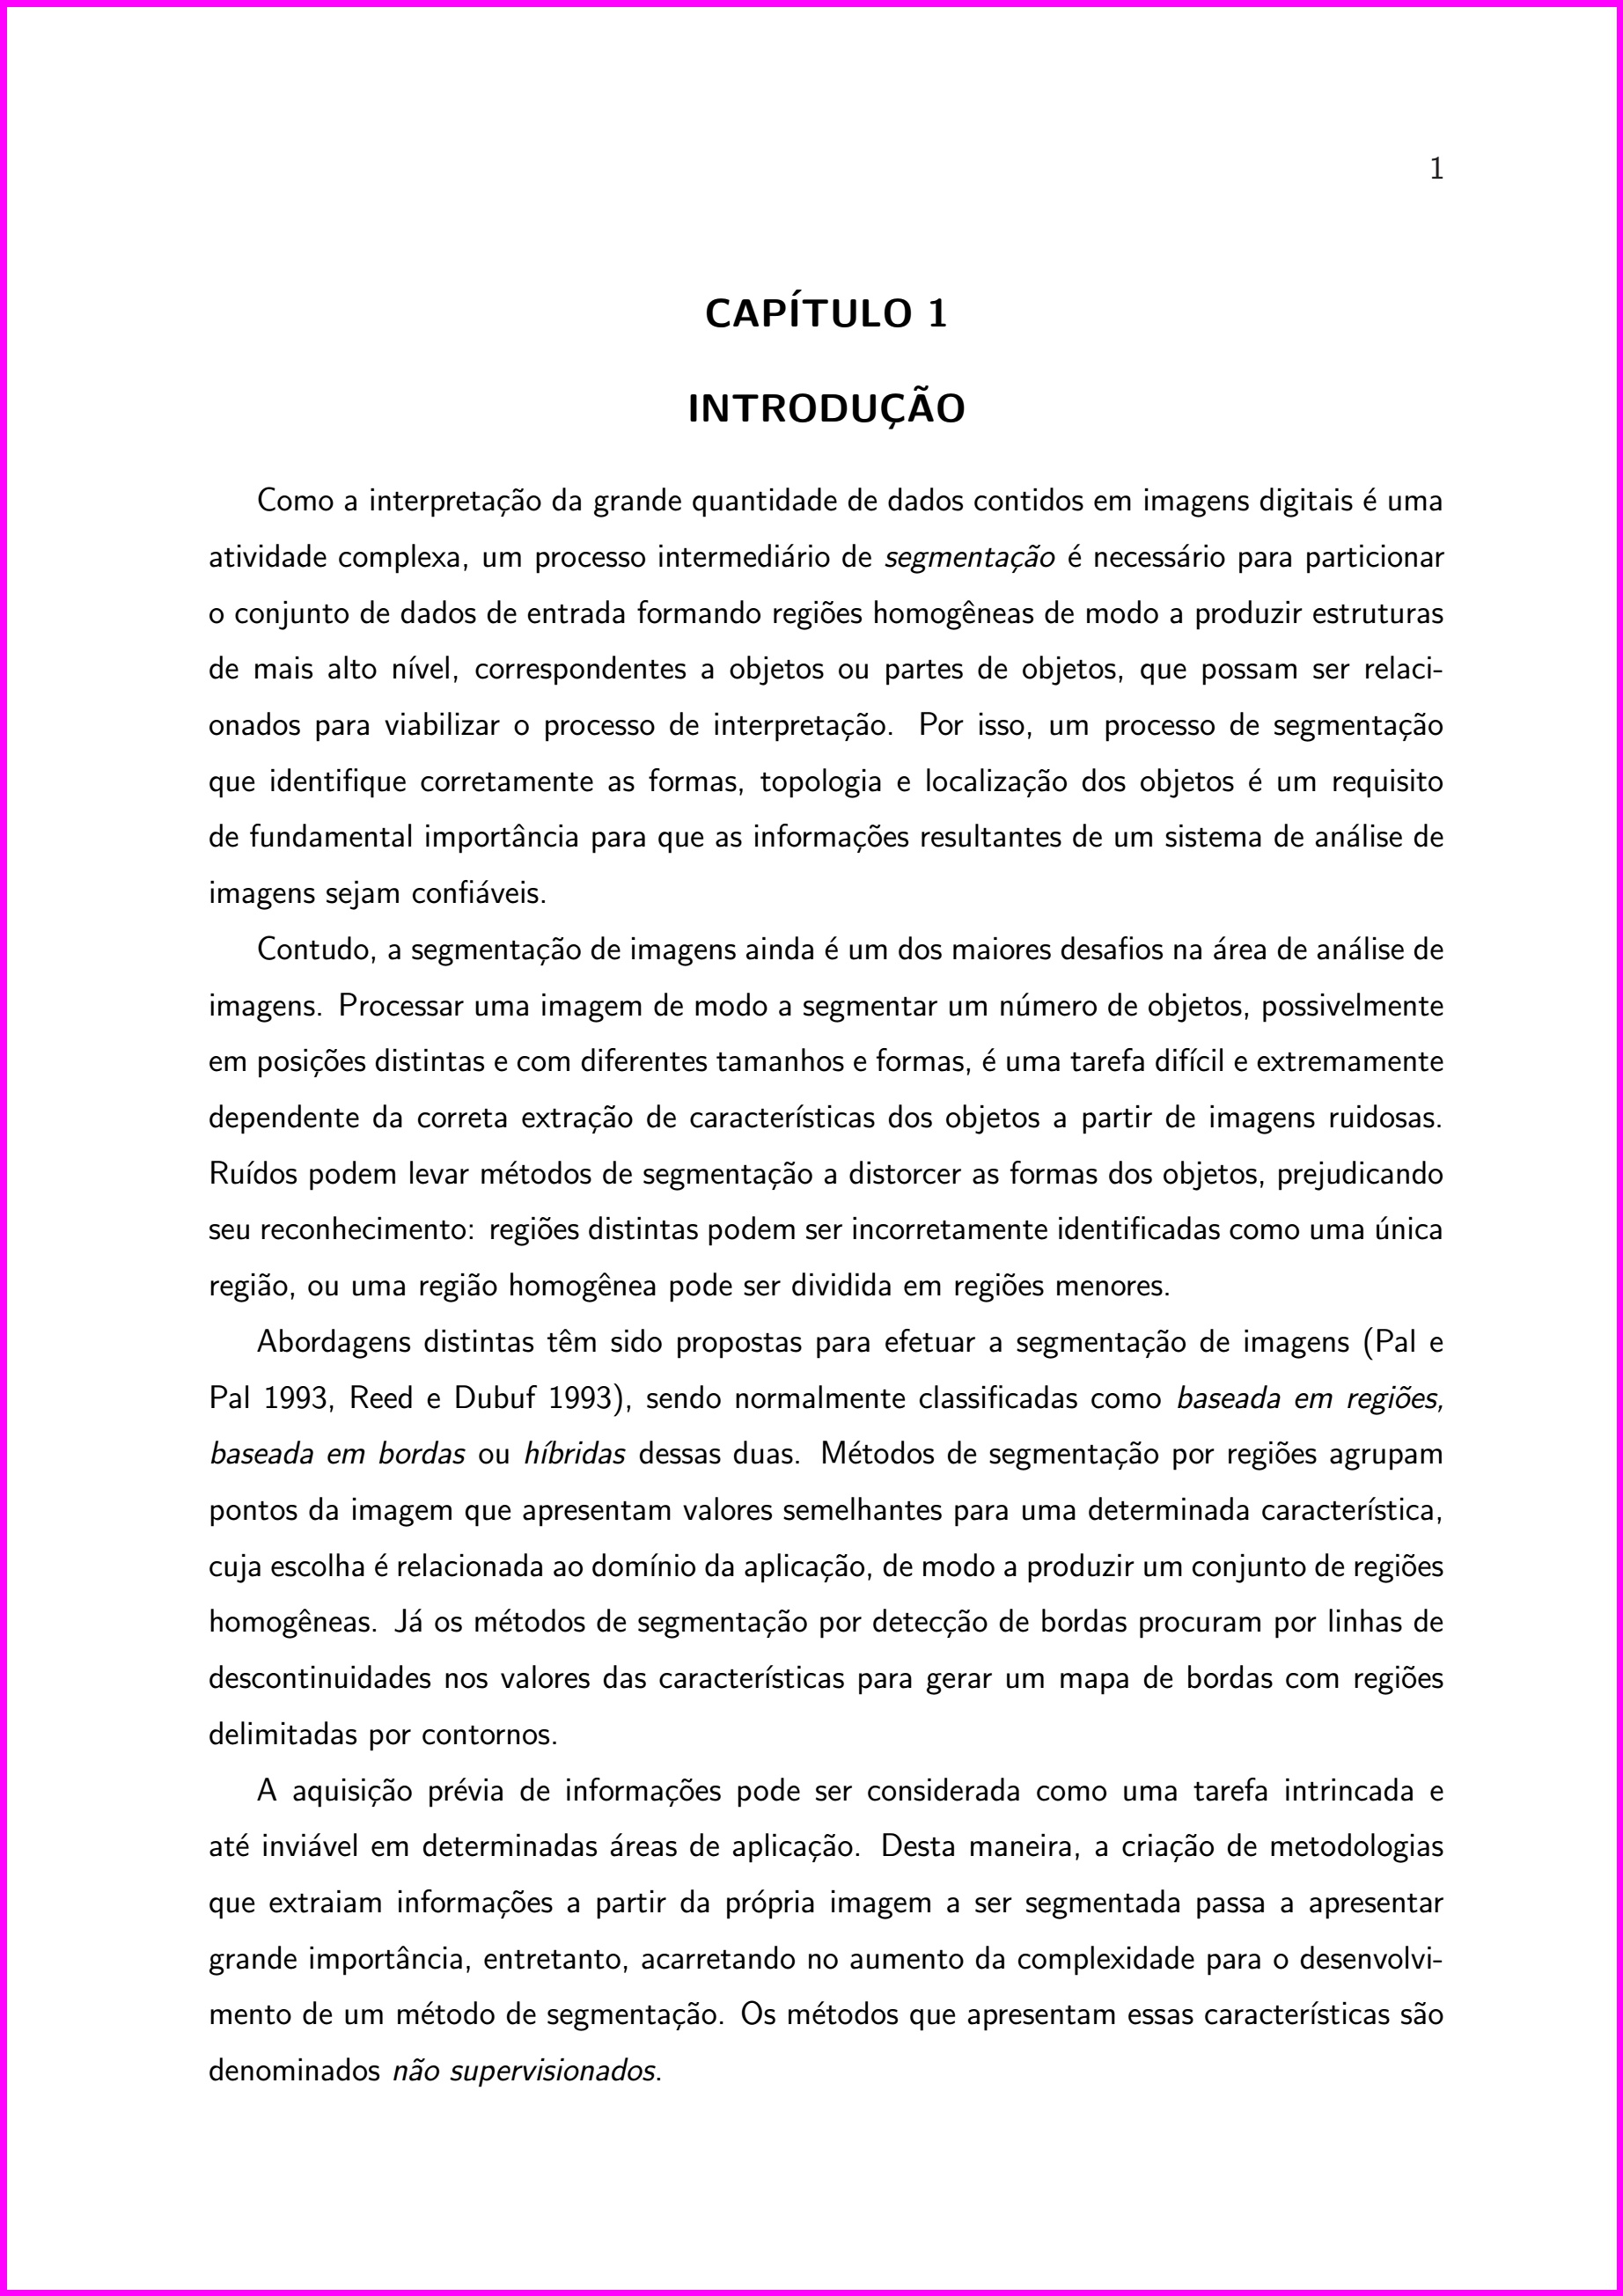 1
CAPÍTULO 1
INTRODUÇÃO
Como a interpretação da grande quantidade de dados contidos em imagens digitais é uma
atividade complexa, um processo intermediário de segmentação é necessário para particionar
o conjunto de dados de entrada formando regiões homogêneas de modo a produzir estruturas
de mais alto nível, correspondentes a objetos ou partes de objetos, que possam ser relaci-
onados para viabilizar o processo de interpretação. Por isso, um processo de segmentação
que identifique corretamente as formas, topologia e localização dos objetos é um requisito
de fundamental importância para que as informações resultantes de um sistema de análise de
imagens sejam confiáveis.
Contudo, a segmentação de imagens ainda é um dos maiores desafios na área de análise de
imagens. Processar uma imagem de modo a segmentar um número de objetos, possivelmente
em posições distintas e com diferentes tamanhos e formas, é uma tarefa difícil e extremamente
dependente da correta extração de características dos objetos a partir de imagens ruidosas.
Ruídos podem levar métodos de segmentação a distorcer as formas dos objetos, prejudicando
seu reconhecimento: regiões distintas podem ser incorretamente identificadas como uma única
região, ou uma região homogênea pode ser dividida em regiões menores.
Abordagens distintas têm sido propostas para efetuar a segmentação de imagens (Pal e
Pal 1993, Reed e Dubuf 1993), sendo normalmente classificadas como baseada em regiões,
baseada em bordas ou híbridas dessas duas. Métodos de segmentação por regiões agrupam
pontos da imagem que apresentam valores semelhantes para uma determinada característica,
cuja escolha é relacionada ao domínio da aplicação, de modo a produzir um conjunto de regiões
homogêneas. Já os métodos de segmentação por detecção de bordas procuram por linhas de
descontinuidades nos valores das características para gerar um mapa de bordas com regiões
delimitadas por contornos.
A aquisição prévia de informações pode ser considerada como uma tarefa intrincada e
até inviável em determinadas áreas de aplicação. Desta maneira, a criação de metodologias
que extraiam informações a partir da própria imagem a ser segmentada passa a apresentar
grande importância, entretanto, acarretando no aumento da complexidade para o desenvolvi-
mento de um método de segmentação. Os métodos que apresentam essas características são
denominados não supervisionados.